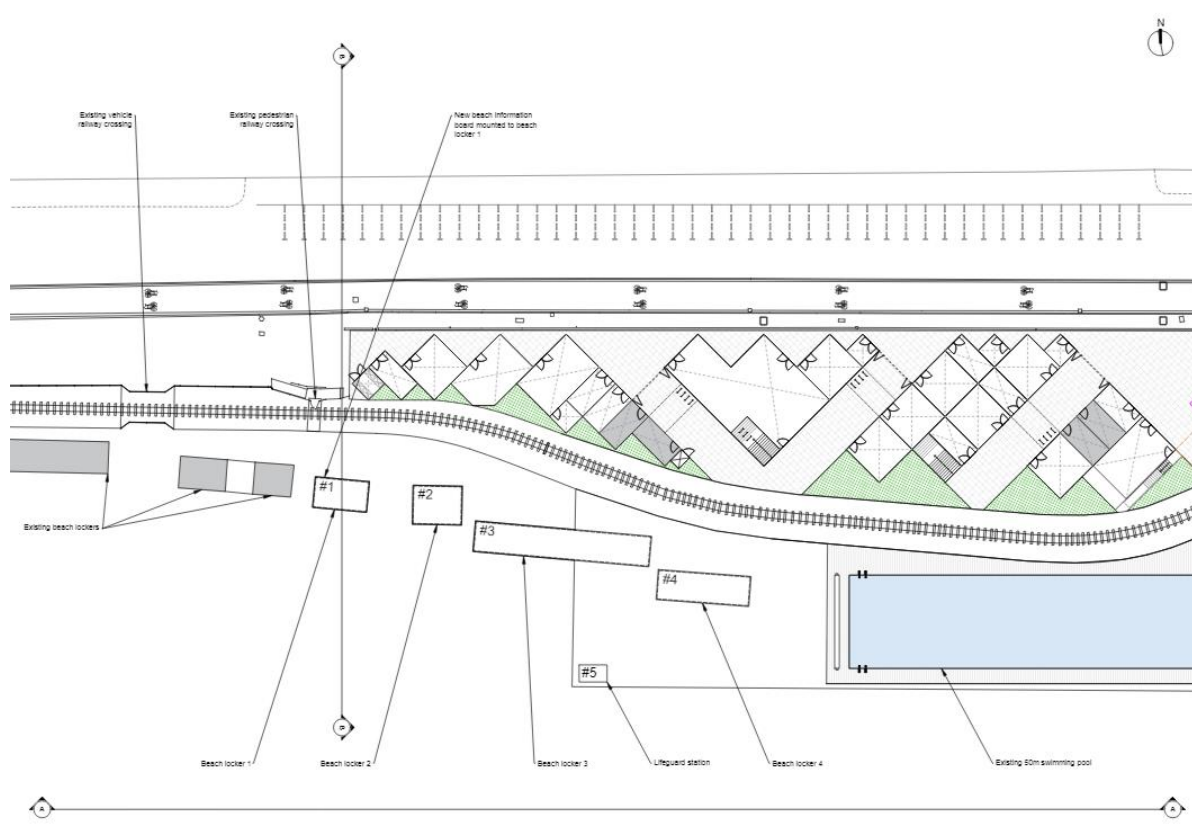 N
B
Existing vehicle
railway crossing
Existing pedestrian
railway crossing
New beach information
board mounted to beach
locker 1
#1
#2
#3
#4
#5
Existing beach lockers
B
Beach locker 1
Beach locker 2
Beach locker 3
Lifeguard station
Beach locker 4
Existing 50m swimming pool
A
A